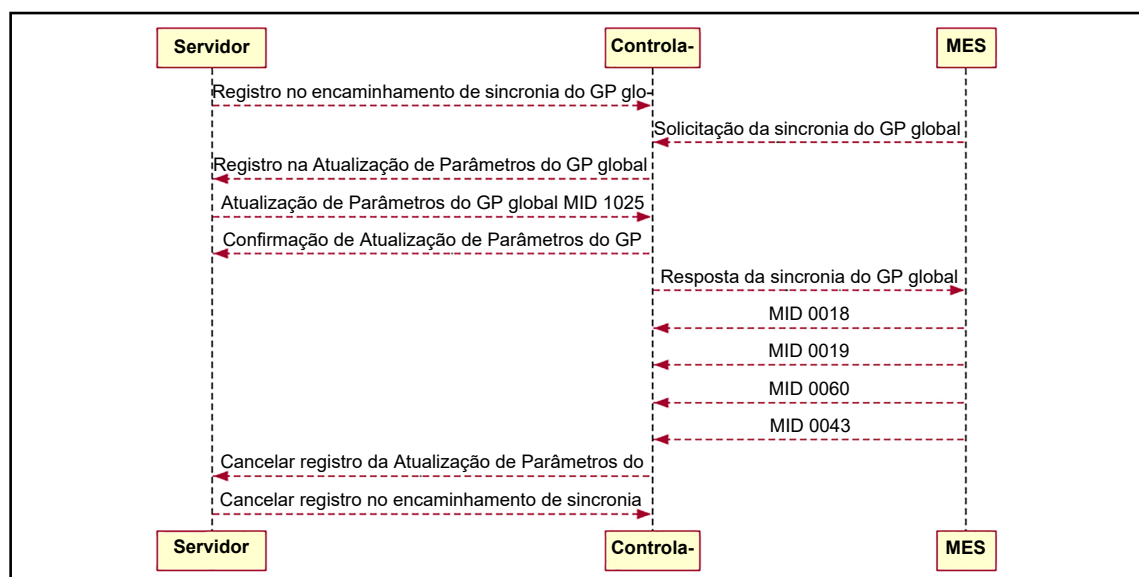 Servidor
Controla-
MES
Registro no encaminhamento de sincronia do GP glo-
Solicitação da sincronia do GP global
Registro na Atualização de Parâmetros do GP global
Atualização de Parâmetros do GP global MID 1025
Confirmação de Atualização de Parâmetros do GP
Resposta da sincronia do GP global
MID 0018
MID 0019
MID 0060
MID 0043
Cancelar registro da Atualização de Parâmetros do
Cancelar registro no encaminhamento de sincronia
Servidor
Controla-
MES